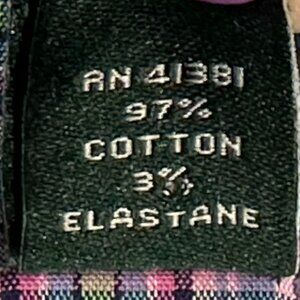 RN 41381
97%
COTTON
3%
ELASTANE